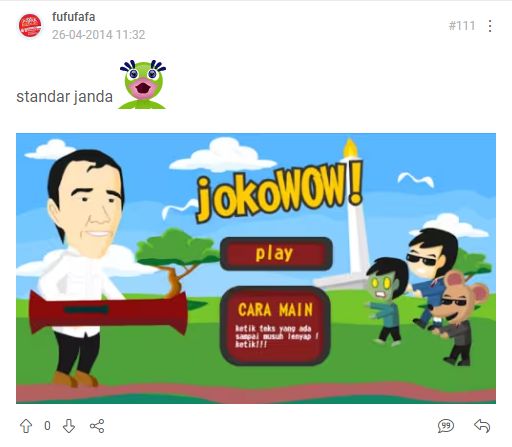 fufufafa
26-04-2014 11:32
#111
standar janda
jokoWOW!
play
CARA MAIN
ketik teks yang ada
sampai musuh lenyap !
ketik!!!
0